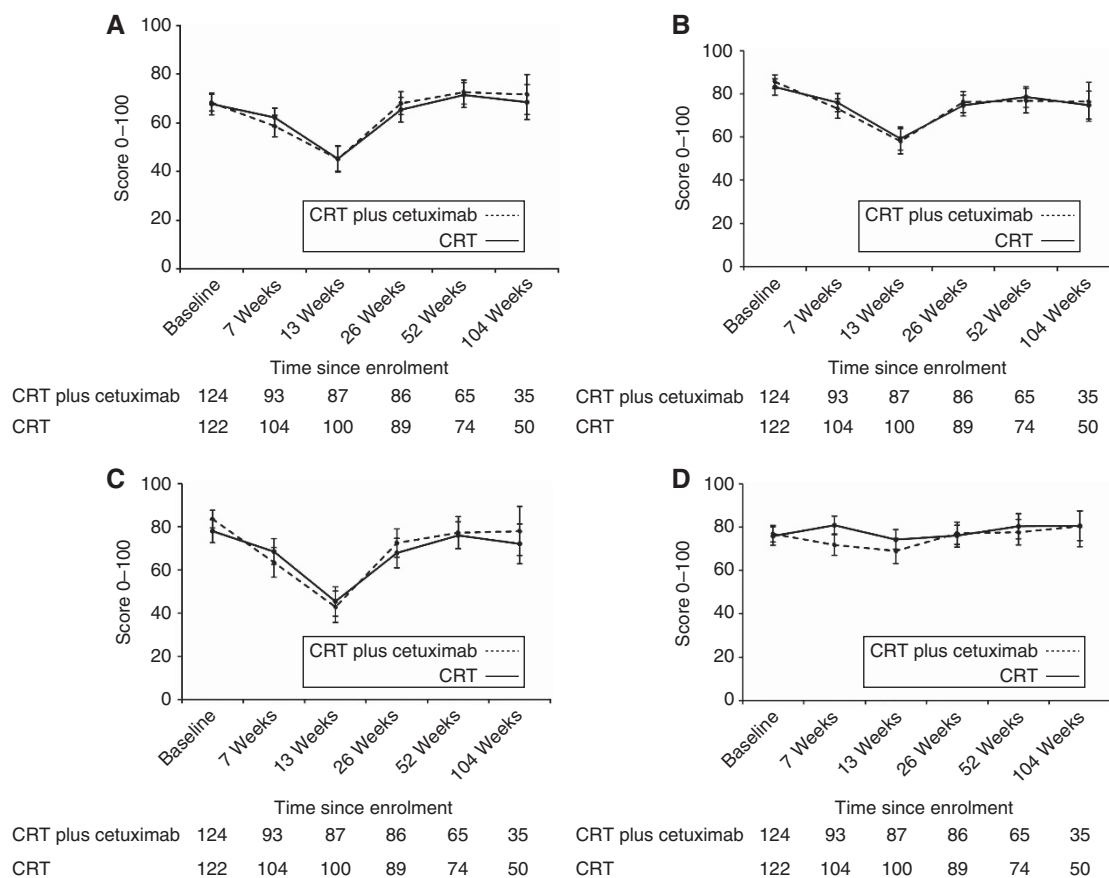 A
100
80
60
40
20
0
Score 0–100
CRT plus cetuximab
CRT
Baseline
7 Weeks
13 Weeks
26 Weeks
52 Weeks
104 Weeks
Time since enrolment
CRT plus cetuximab 124 93 87 86 65 35
CRT 122 104 100 89 74 50
B
100
80
60
40
20
0
Score 0–100
CRT plus cetuximab
CRT
Baseline
7 Weeks
13 Weeks
26 Weeks
52 Weeks
104 Weeks
Time since enrolment
CRT plus cetuximab 124 93 87 86 65 35
CRT 122 104 100 89 74 50
C
100
80
60
40
20
0
Score 0–100
CRT plus cetuximab
CRT
Baseline
7 Weeks
13 Weeks
26 Weeks
52 Weeks
104 Weeks
Time since enrolment
CRT plus cetuximab 124 93 87 86 65 35
CRT 122 104 100 89 74 50
D
100
80
60
40
20
0
Score 0–100
CRT plus cetuximab
CRT
Baseline
7 Weeks
13 Weeks
26 Weeks
52 Weeks
104 Weeks
Time since enrolment
CRT plus cetuximab 124 93 87 86 65 35
CRT 122 104 100 89 74 50